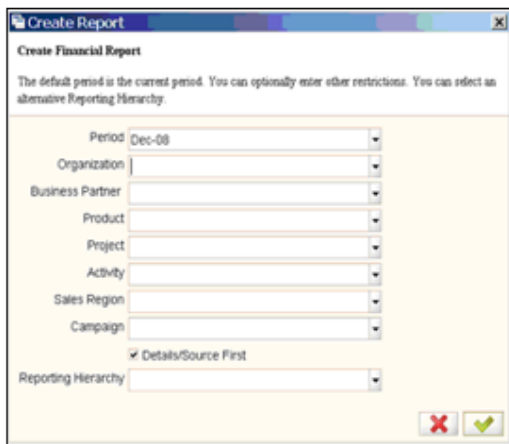 Create Report
Create Financial Report
The default period is the current period. You can optionally enter other restrictions. You can select an
alternative Reporting Hierarchy.
Period Dec-08
Organization
Business Partner
Product
Project
Activity
Sales Region
Campaign
Details/Source First
Reporting Hierarchy